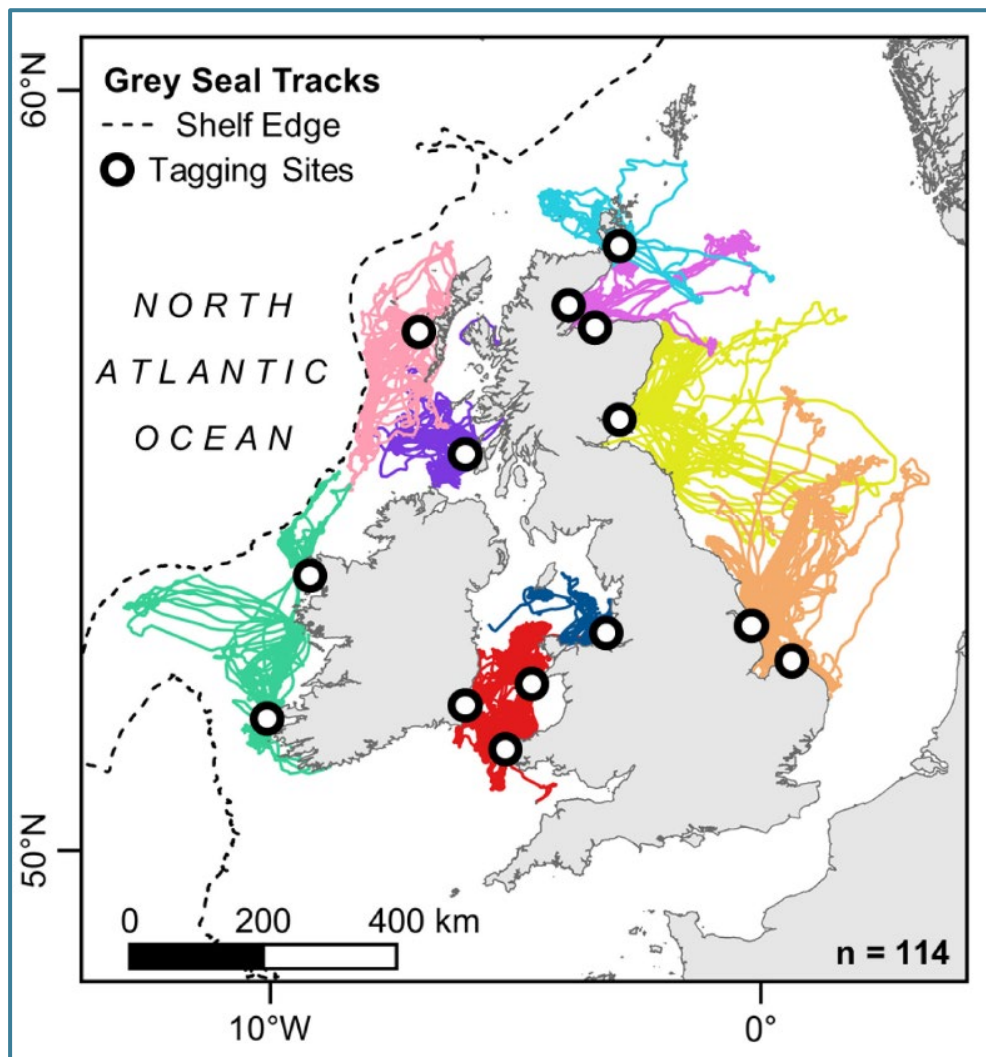 60°N
Grey Seal Tracks
Shelf Edge
Tagging Sites
NORTH
ATLANTIC
OCEAN
50°N
0 200 400 km
n = 114
10°W 0°